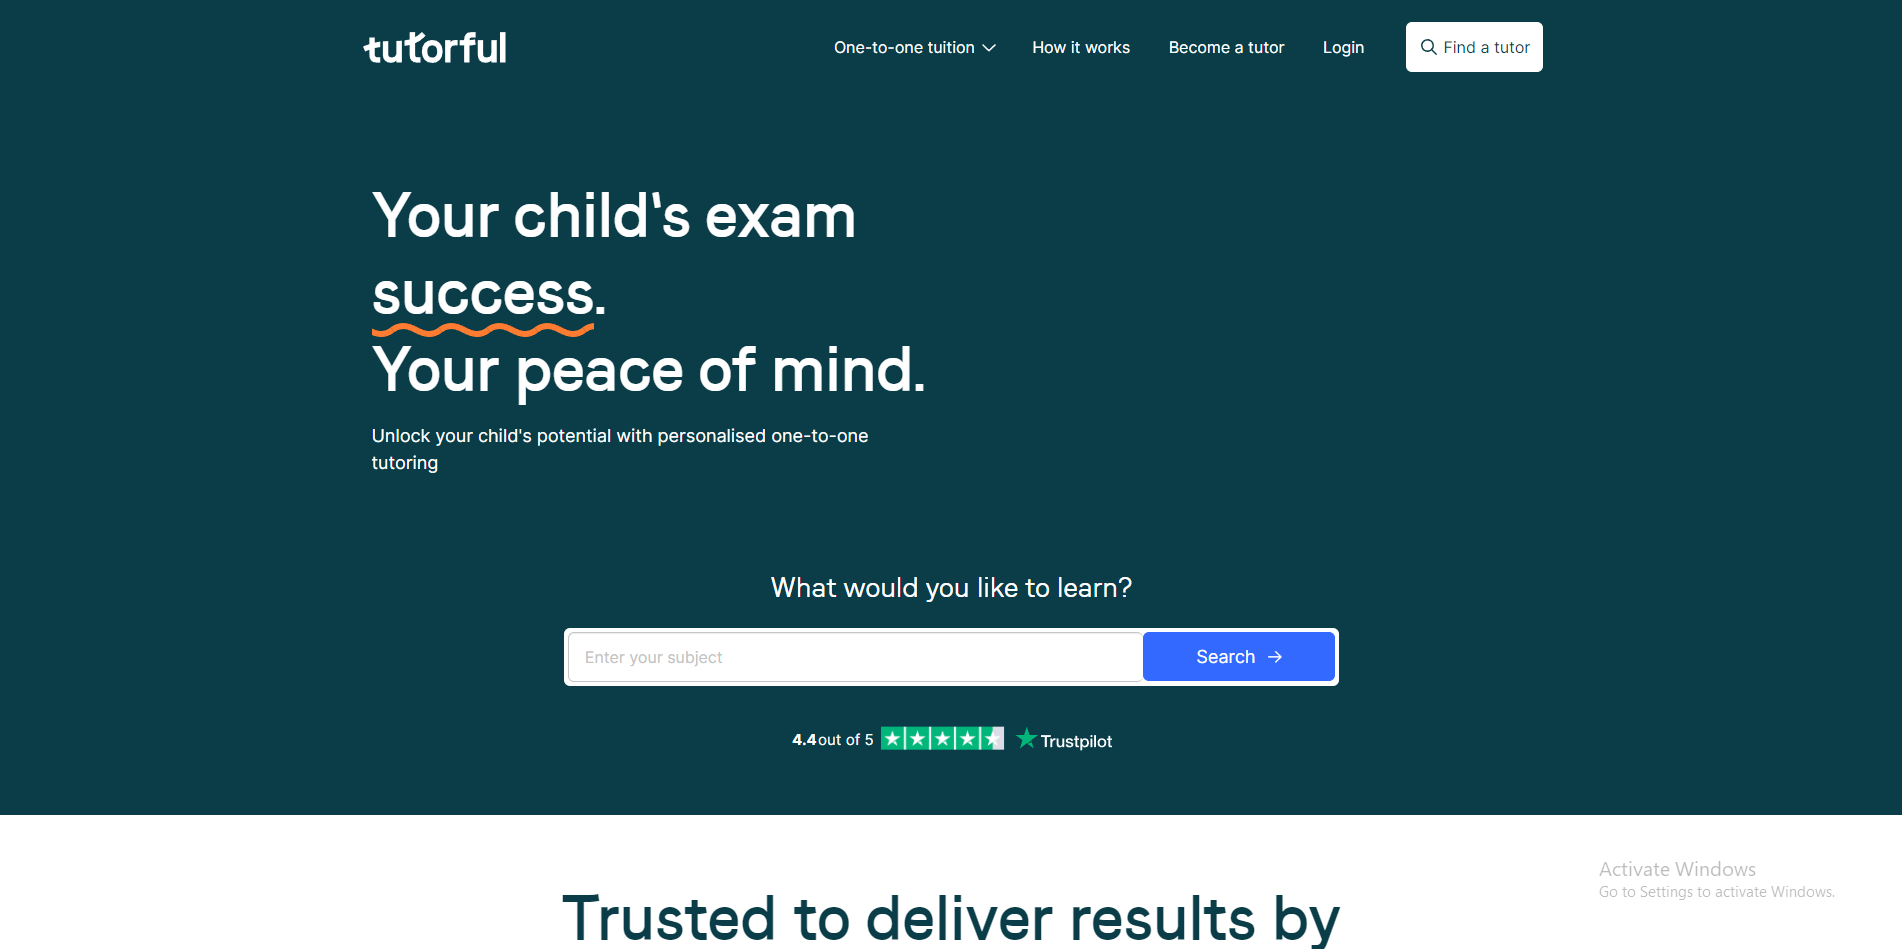 tutorful
One-to-one tuition
How it works
Become a tutor
Login
Find a tutor
Your child's exam
success.
Your peace of mind.
Unlock your child's potential with personalised one-to-one
tutoring
What would you like to learn?
Enter your subject
Search
4.4 out of 5
Trustpilot
Activate Windows
Go to Settings to activate Windows.
Trusted to deliver results by